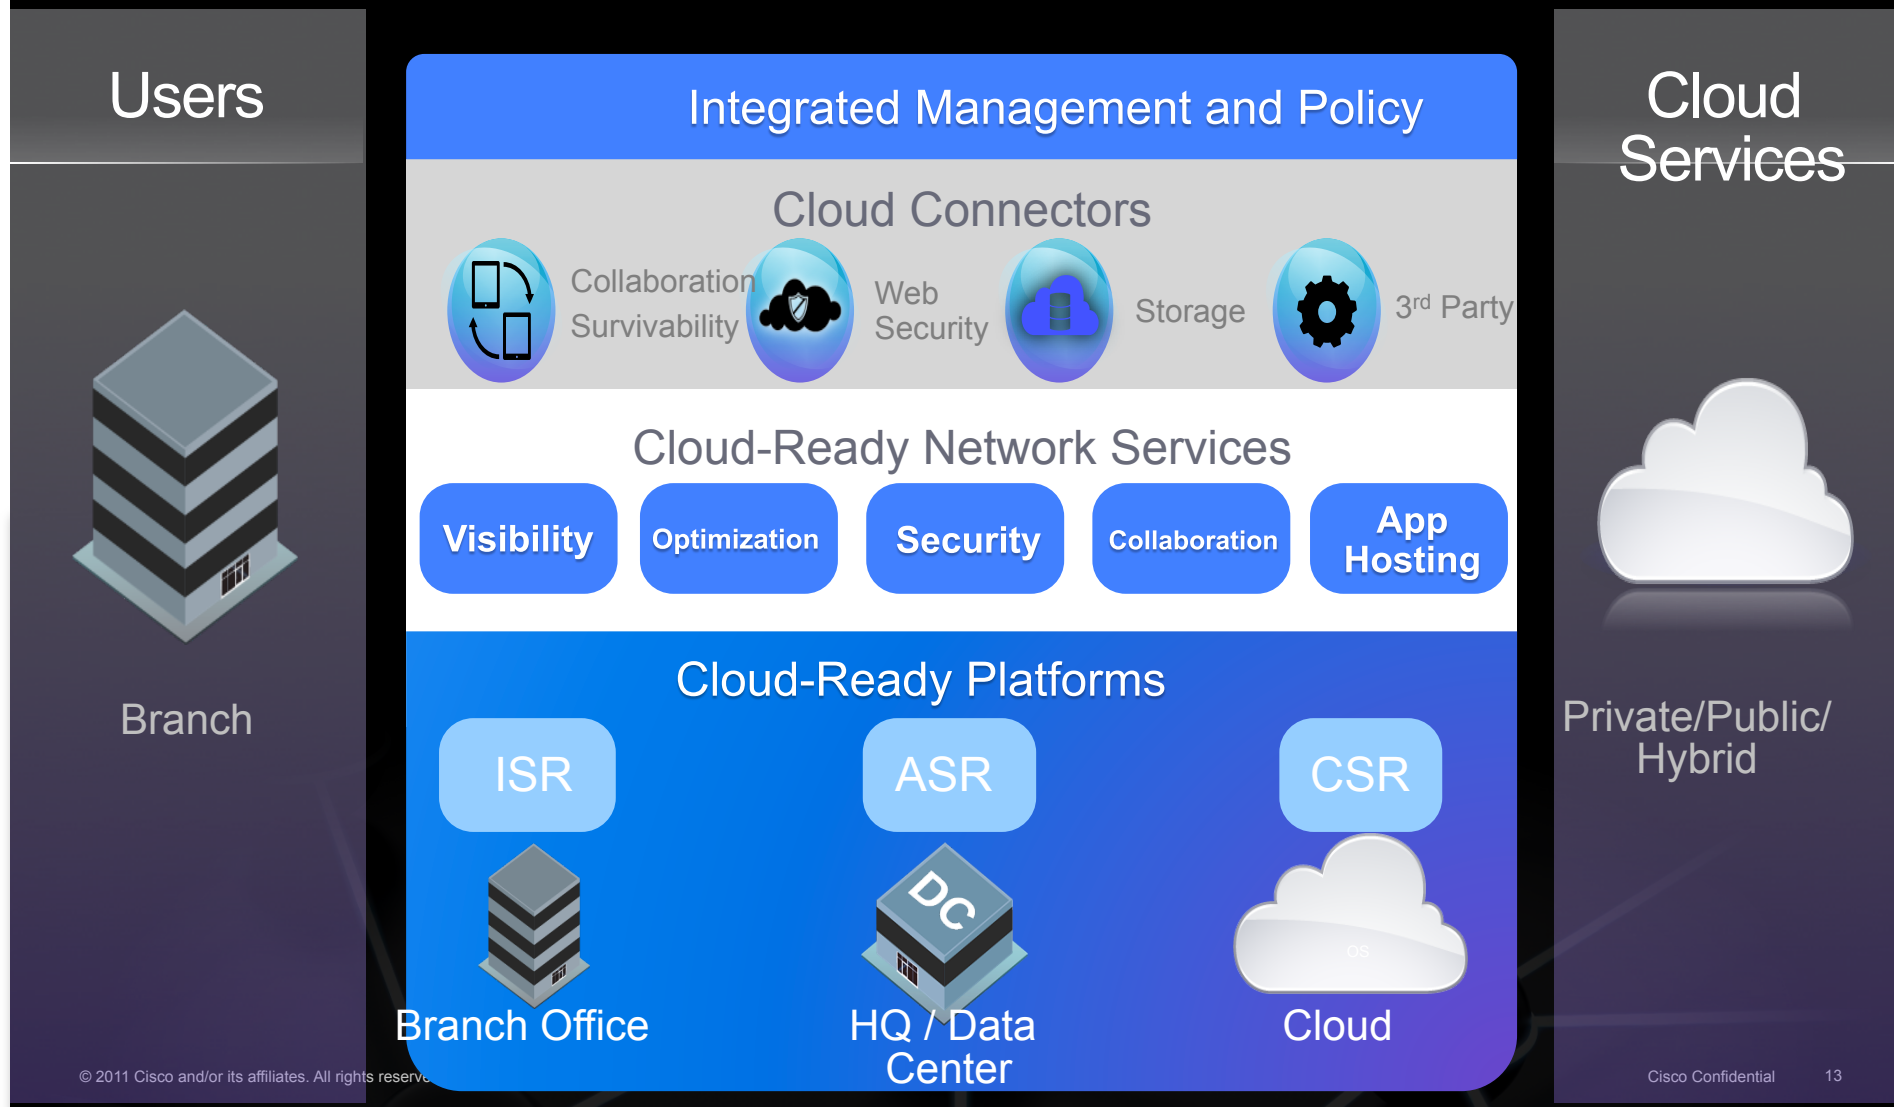 Users
Integrated Management and Policy
Cloud
Services
Cloud Connectors
Collaboration
Survivability
Web
Security
Storage
3rd Party
Cloud-Ready Network Services
Visibility
Optimization
Security
Collaboration
App
Hosting
Cloud-Ready Platforms
Branch
Private/Public/
Hybrid
ISR
ASR
CSR
DC
OS
Branch Office
HQ / Data
Center
Cloud
© 2011 Cisco and/or its affiliates. All rights reserve
Cisco Confidential
13